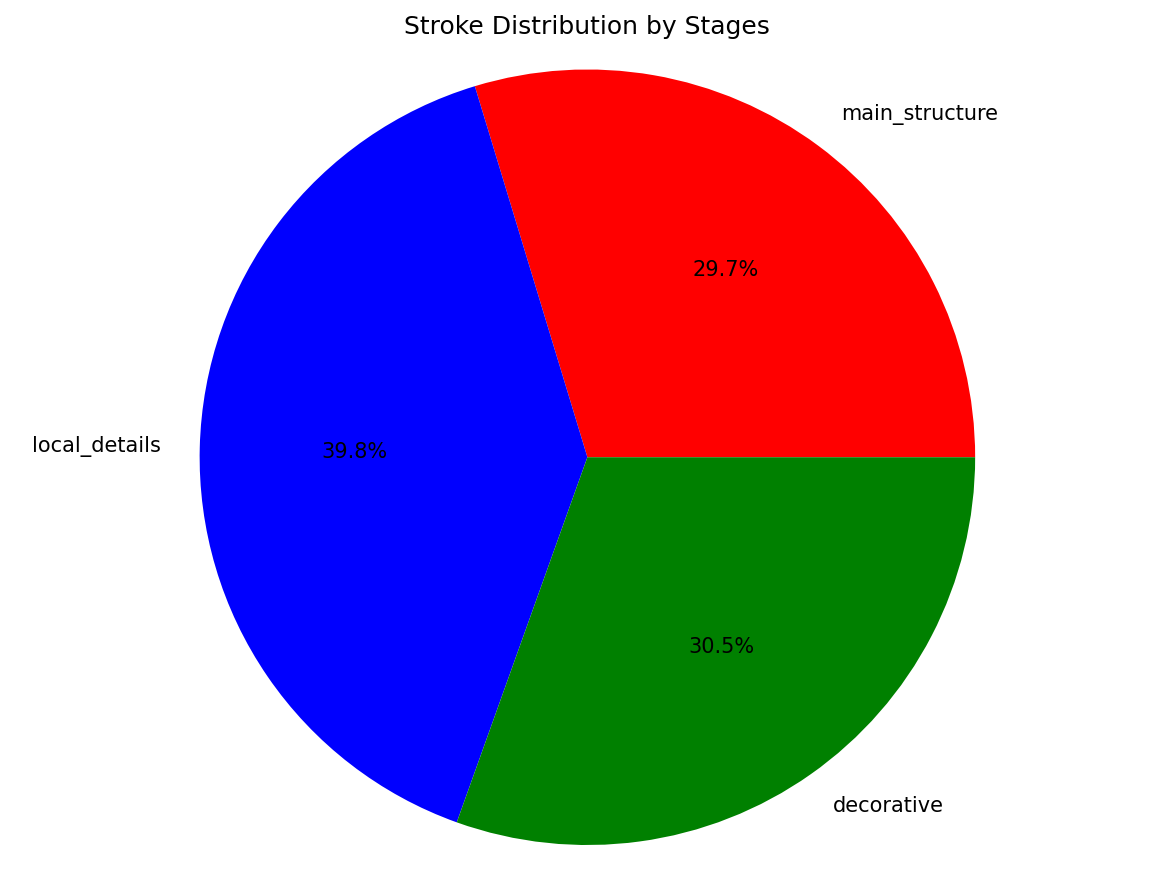 Stroke Distribution by Stages
main_structure
29.7%
local_details
39.8%
30.5%
decorative